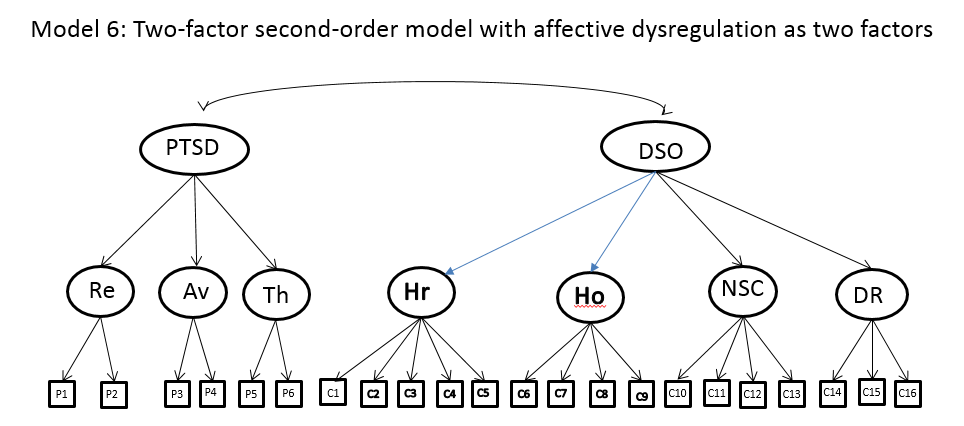 Model 6: Two-factor second-order model with affective dysregulation as two factors
PTSD
DSO
Re
Av
Th
Hr
Ho
NSC
DR
P1
P2
P3
P4
P5
P6
C1
C2
C3
C4
C5
C6
C7
C8
C9
C10
C11
C12
C13
C14
C15
C16